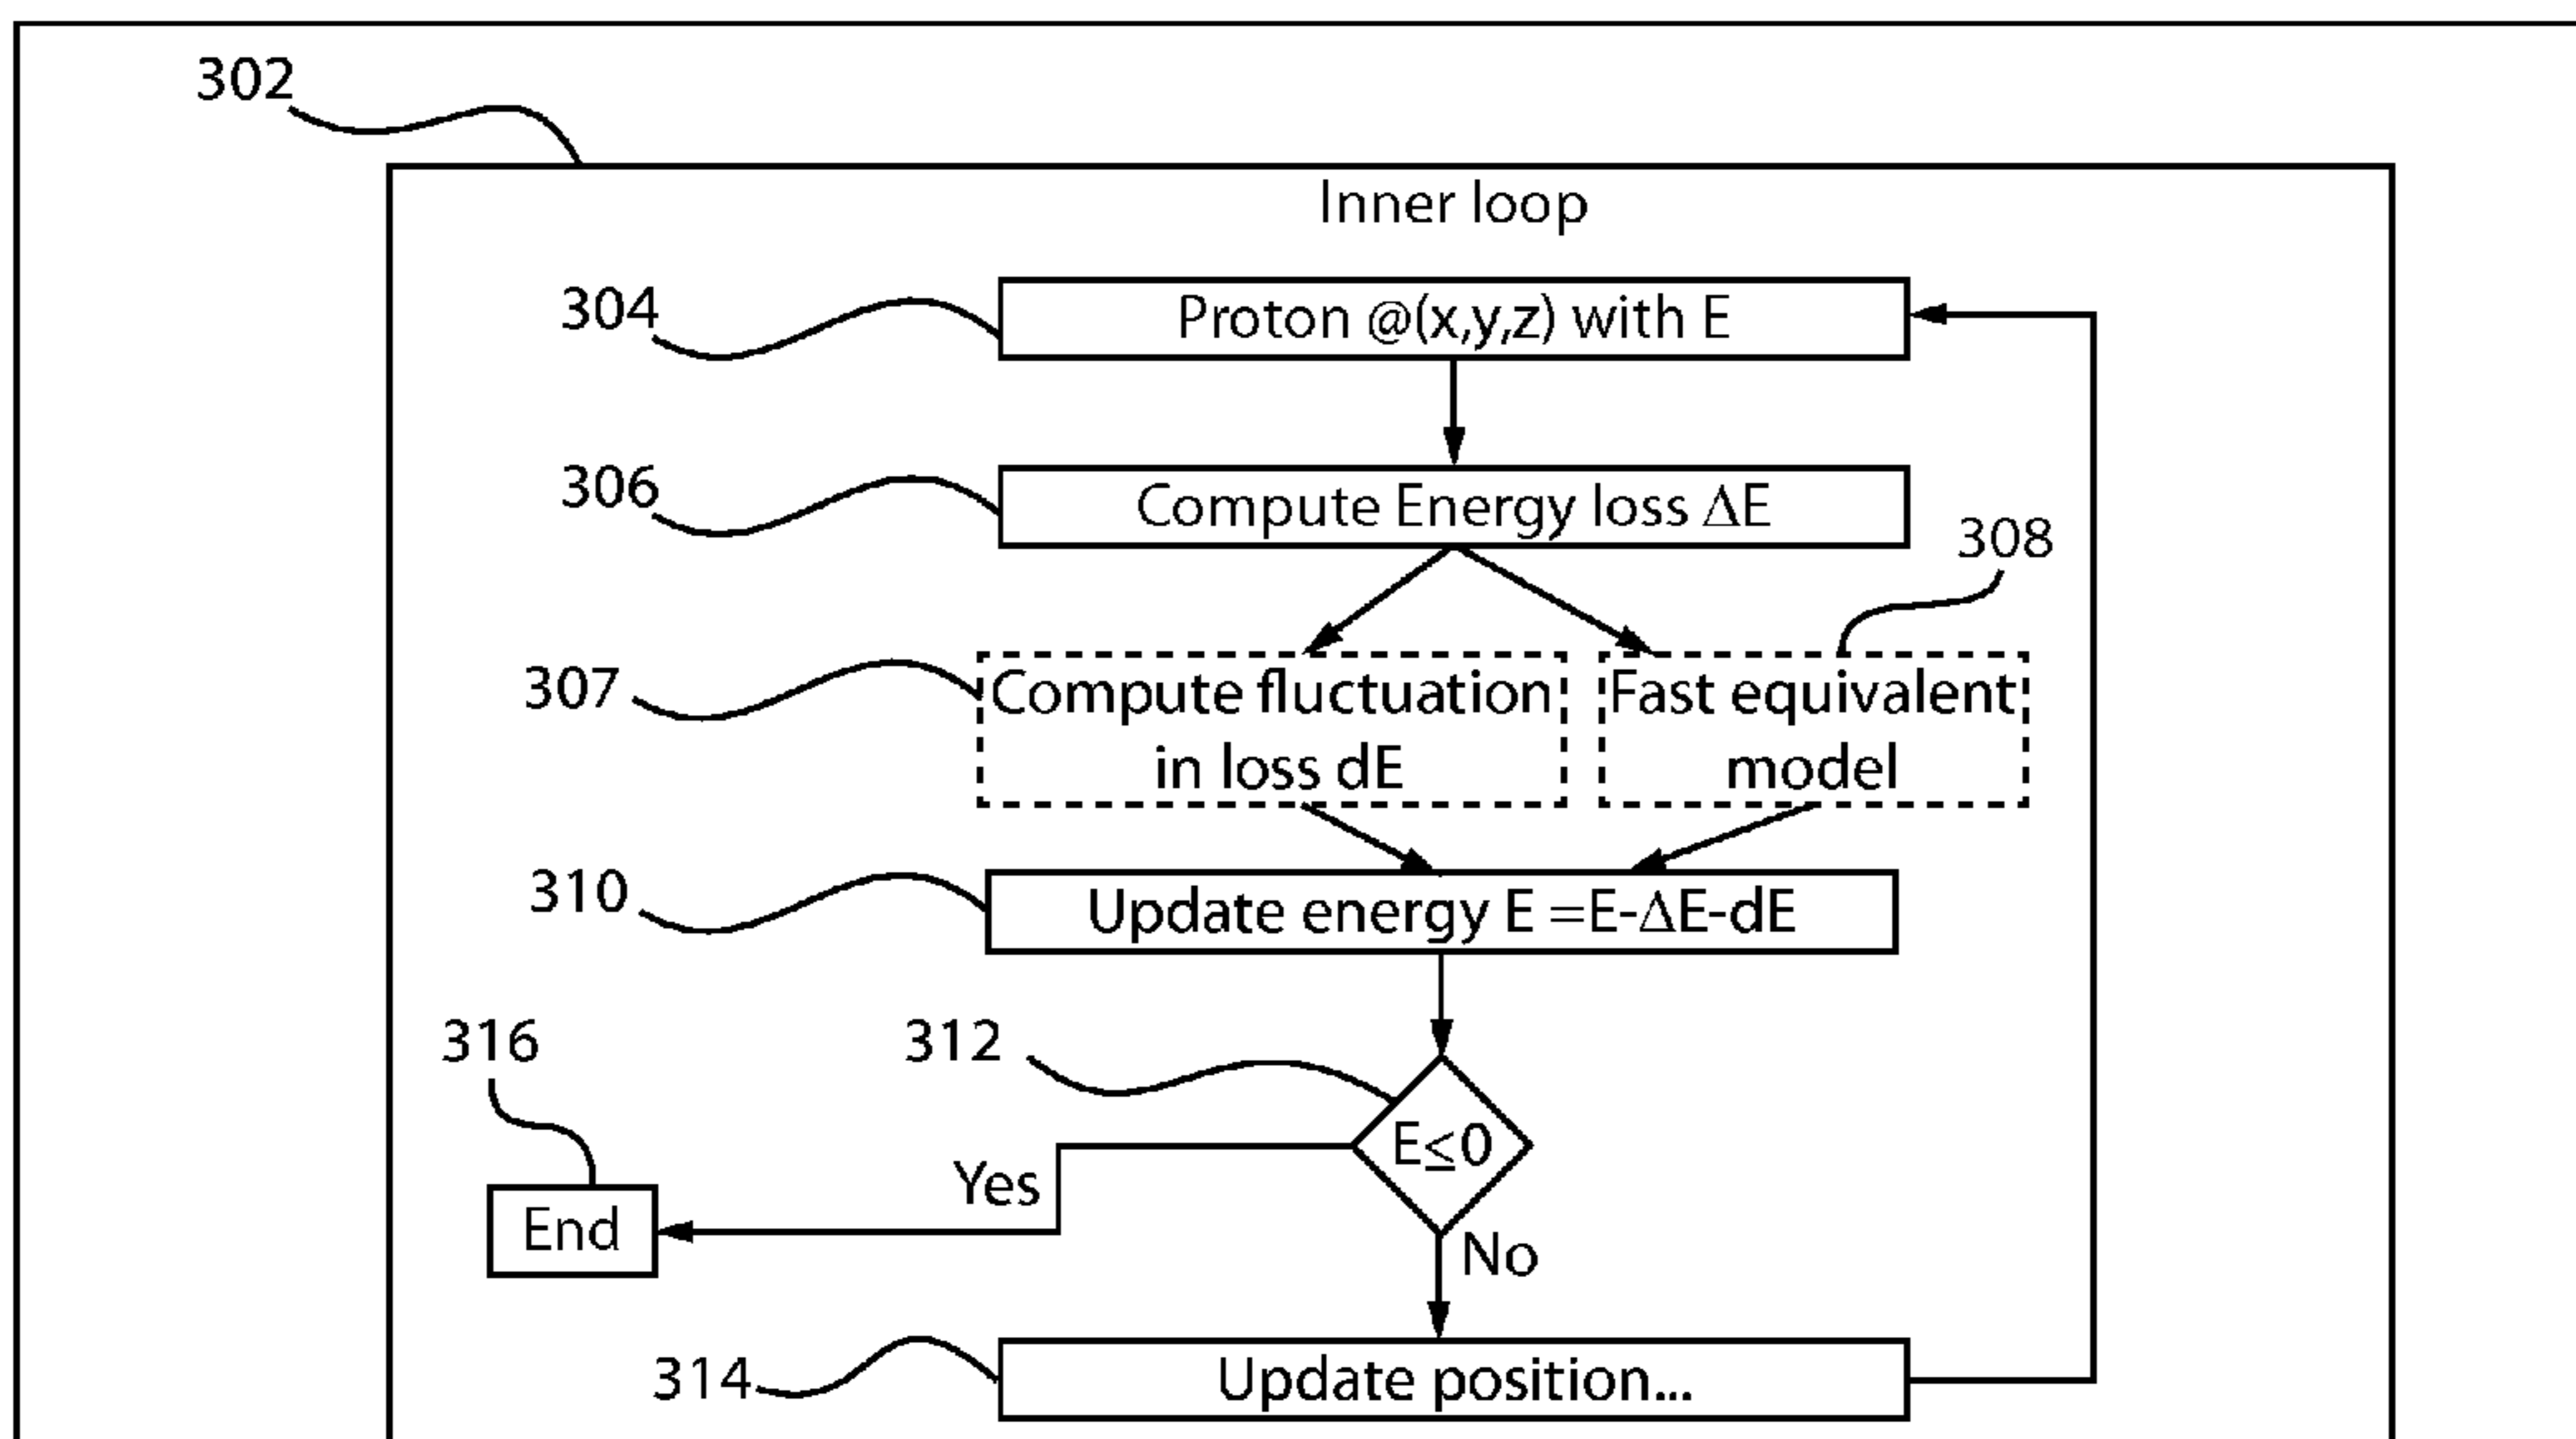 302
Inner loop
304
Proton @(x,y,z) with E
306
Compute Energy loss ΔE
308
307
Compute fluctuation
in loss dE
Fast equivalent
model
310
Update energy E =E-ΔE-dE
316
312
E≤0
Yes
End
No
314
Update position...